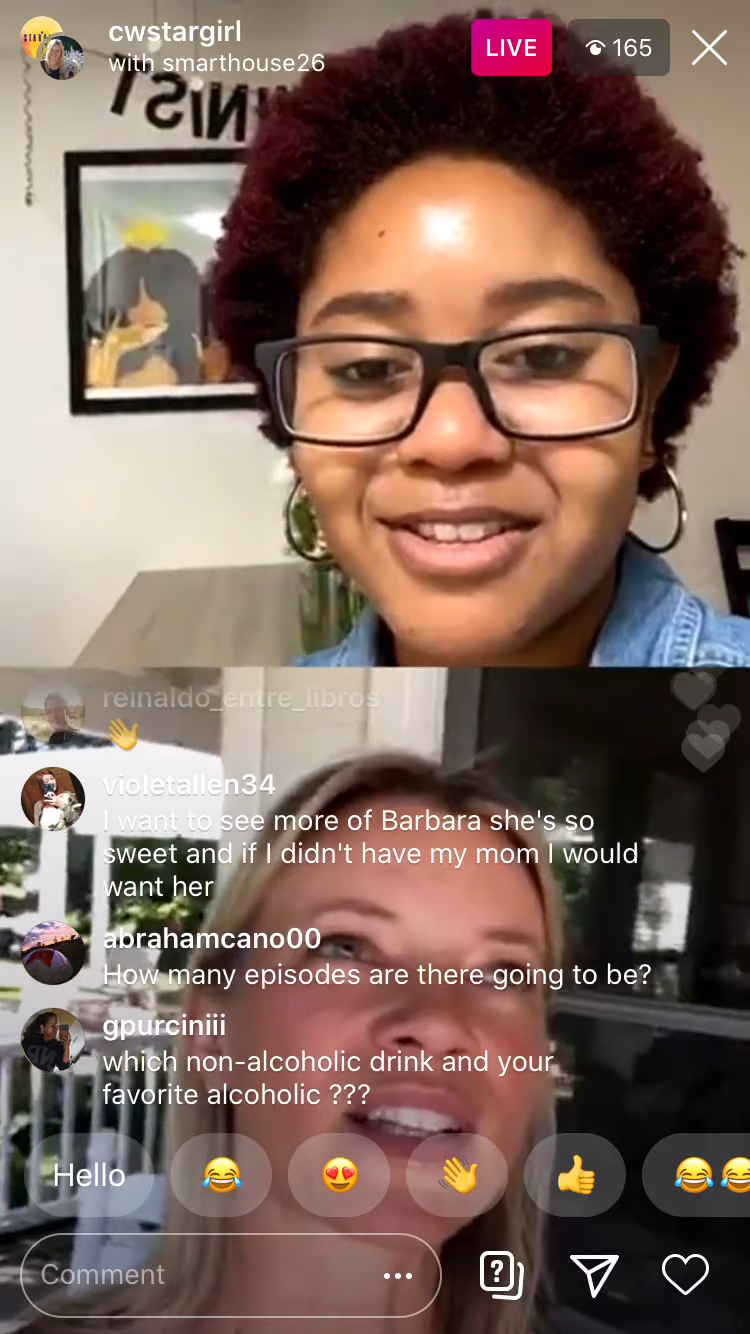 cwstargirl
with smarthouse26
LIVE
165
reinaldo_entre_libros
👋
violetallen34
I want to see more of Barbara she's so
sweet and if I didn't have my mom I would
want her
abrahamcano00
How many episodes are there going to be?
gpurciniii
which non-alcoholic drink and your
favorite alcoholic ???
Hello 😂 😍 👋 👍 😂😂
Comment